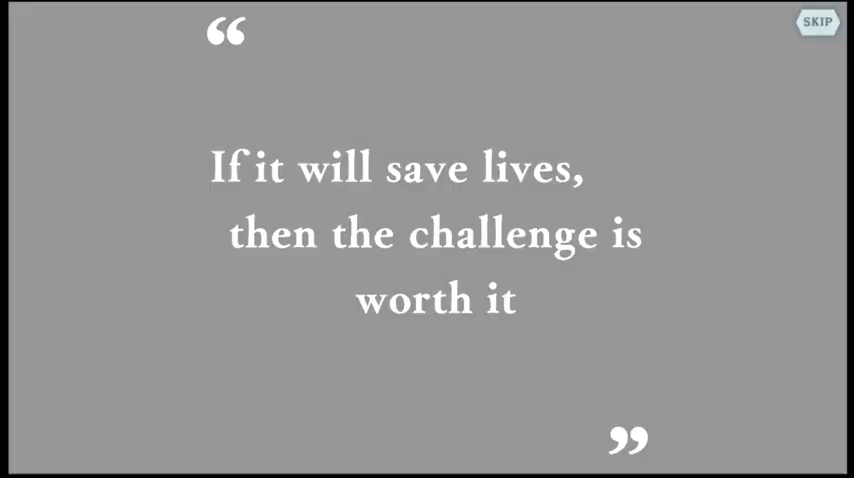 SKIP
“
If it will save lives,
then the challenge is
worth it
”